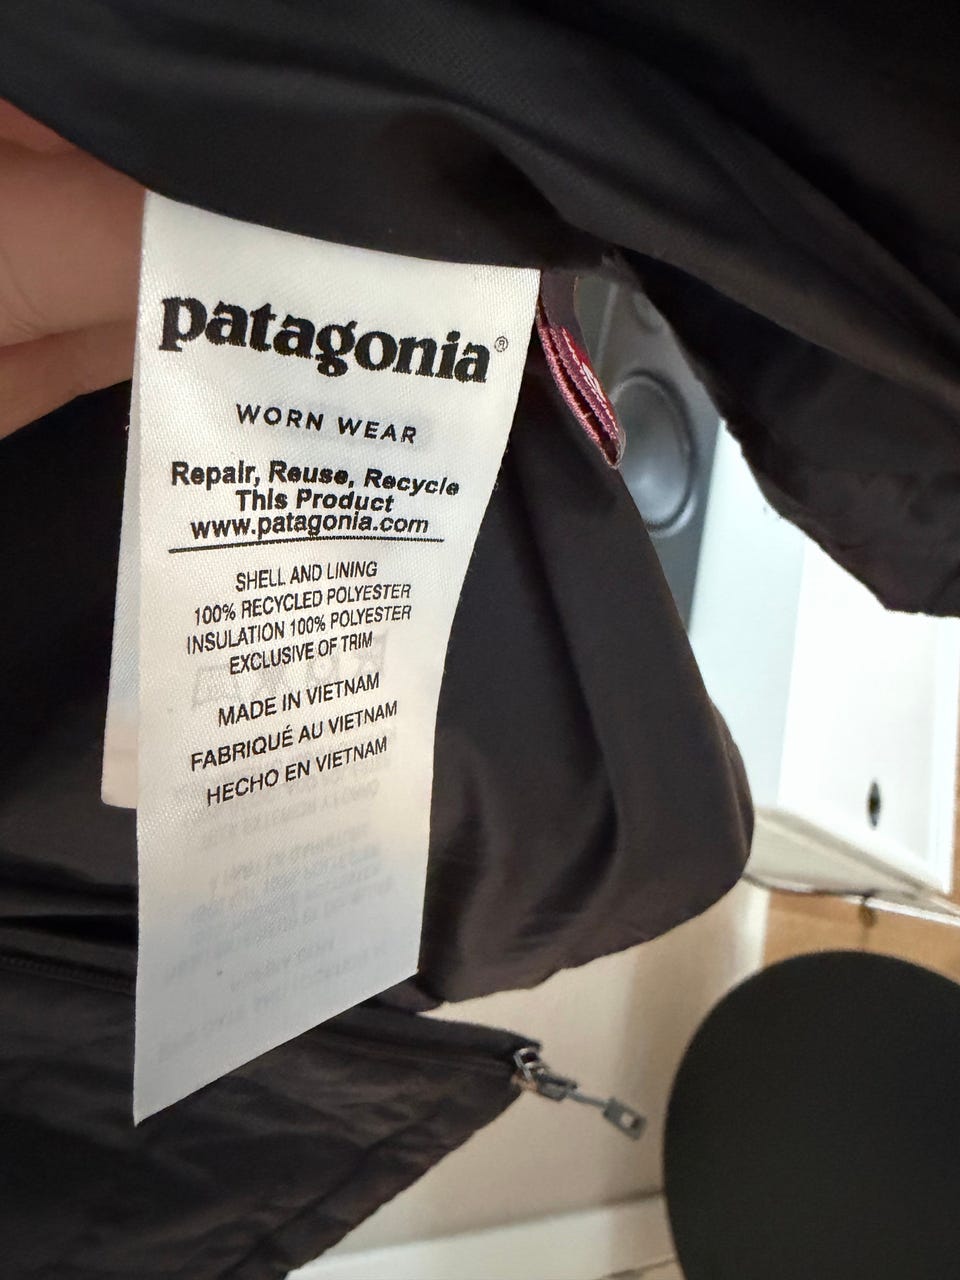 patagonia®
WORN WEAR
Repair, Reuse, Recycle
This Product
www.patagonia.com
SHELL AND LINING
100% RECYCLED POLYESTER
INSULATION 100% POLYESTER
EXCLUSIVE OF TRIM
MADE IN VIETNAM
FABRIQUÉ AU VIETNAM
HECHO EN VIETNAM